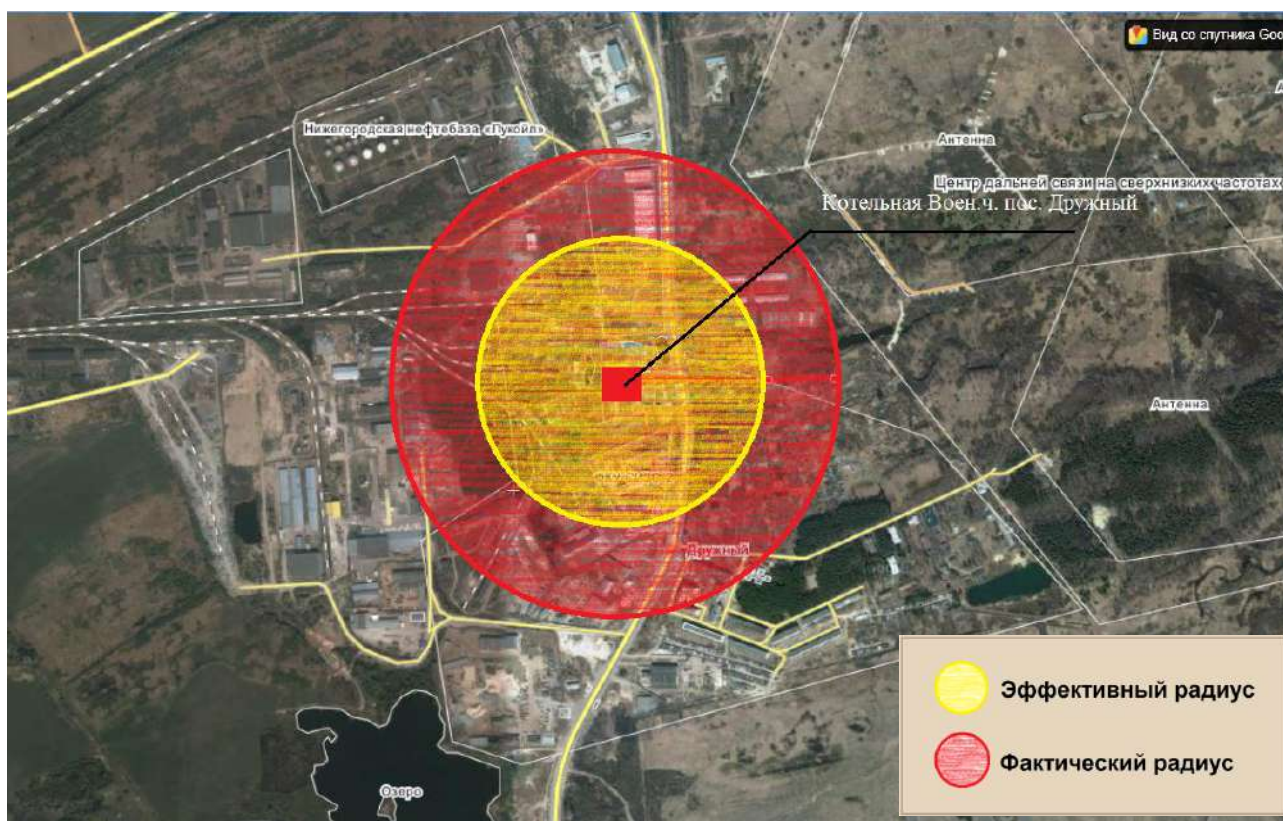 Вид со спутника Goo
Нижегородская нефтебаза «Лукойл»
Антенна
А
Центр дальней связи на сверхнизких частотах
Котельная Воен.ч. пос. Дружный
Антенна
Дружный
Эффективный радиус
Фактический радиус
Озеро